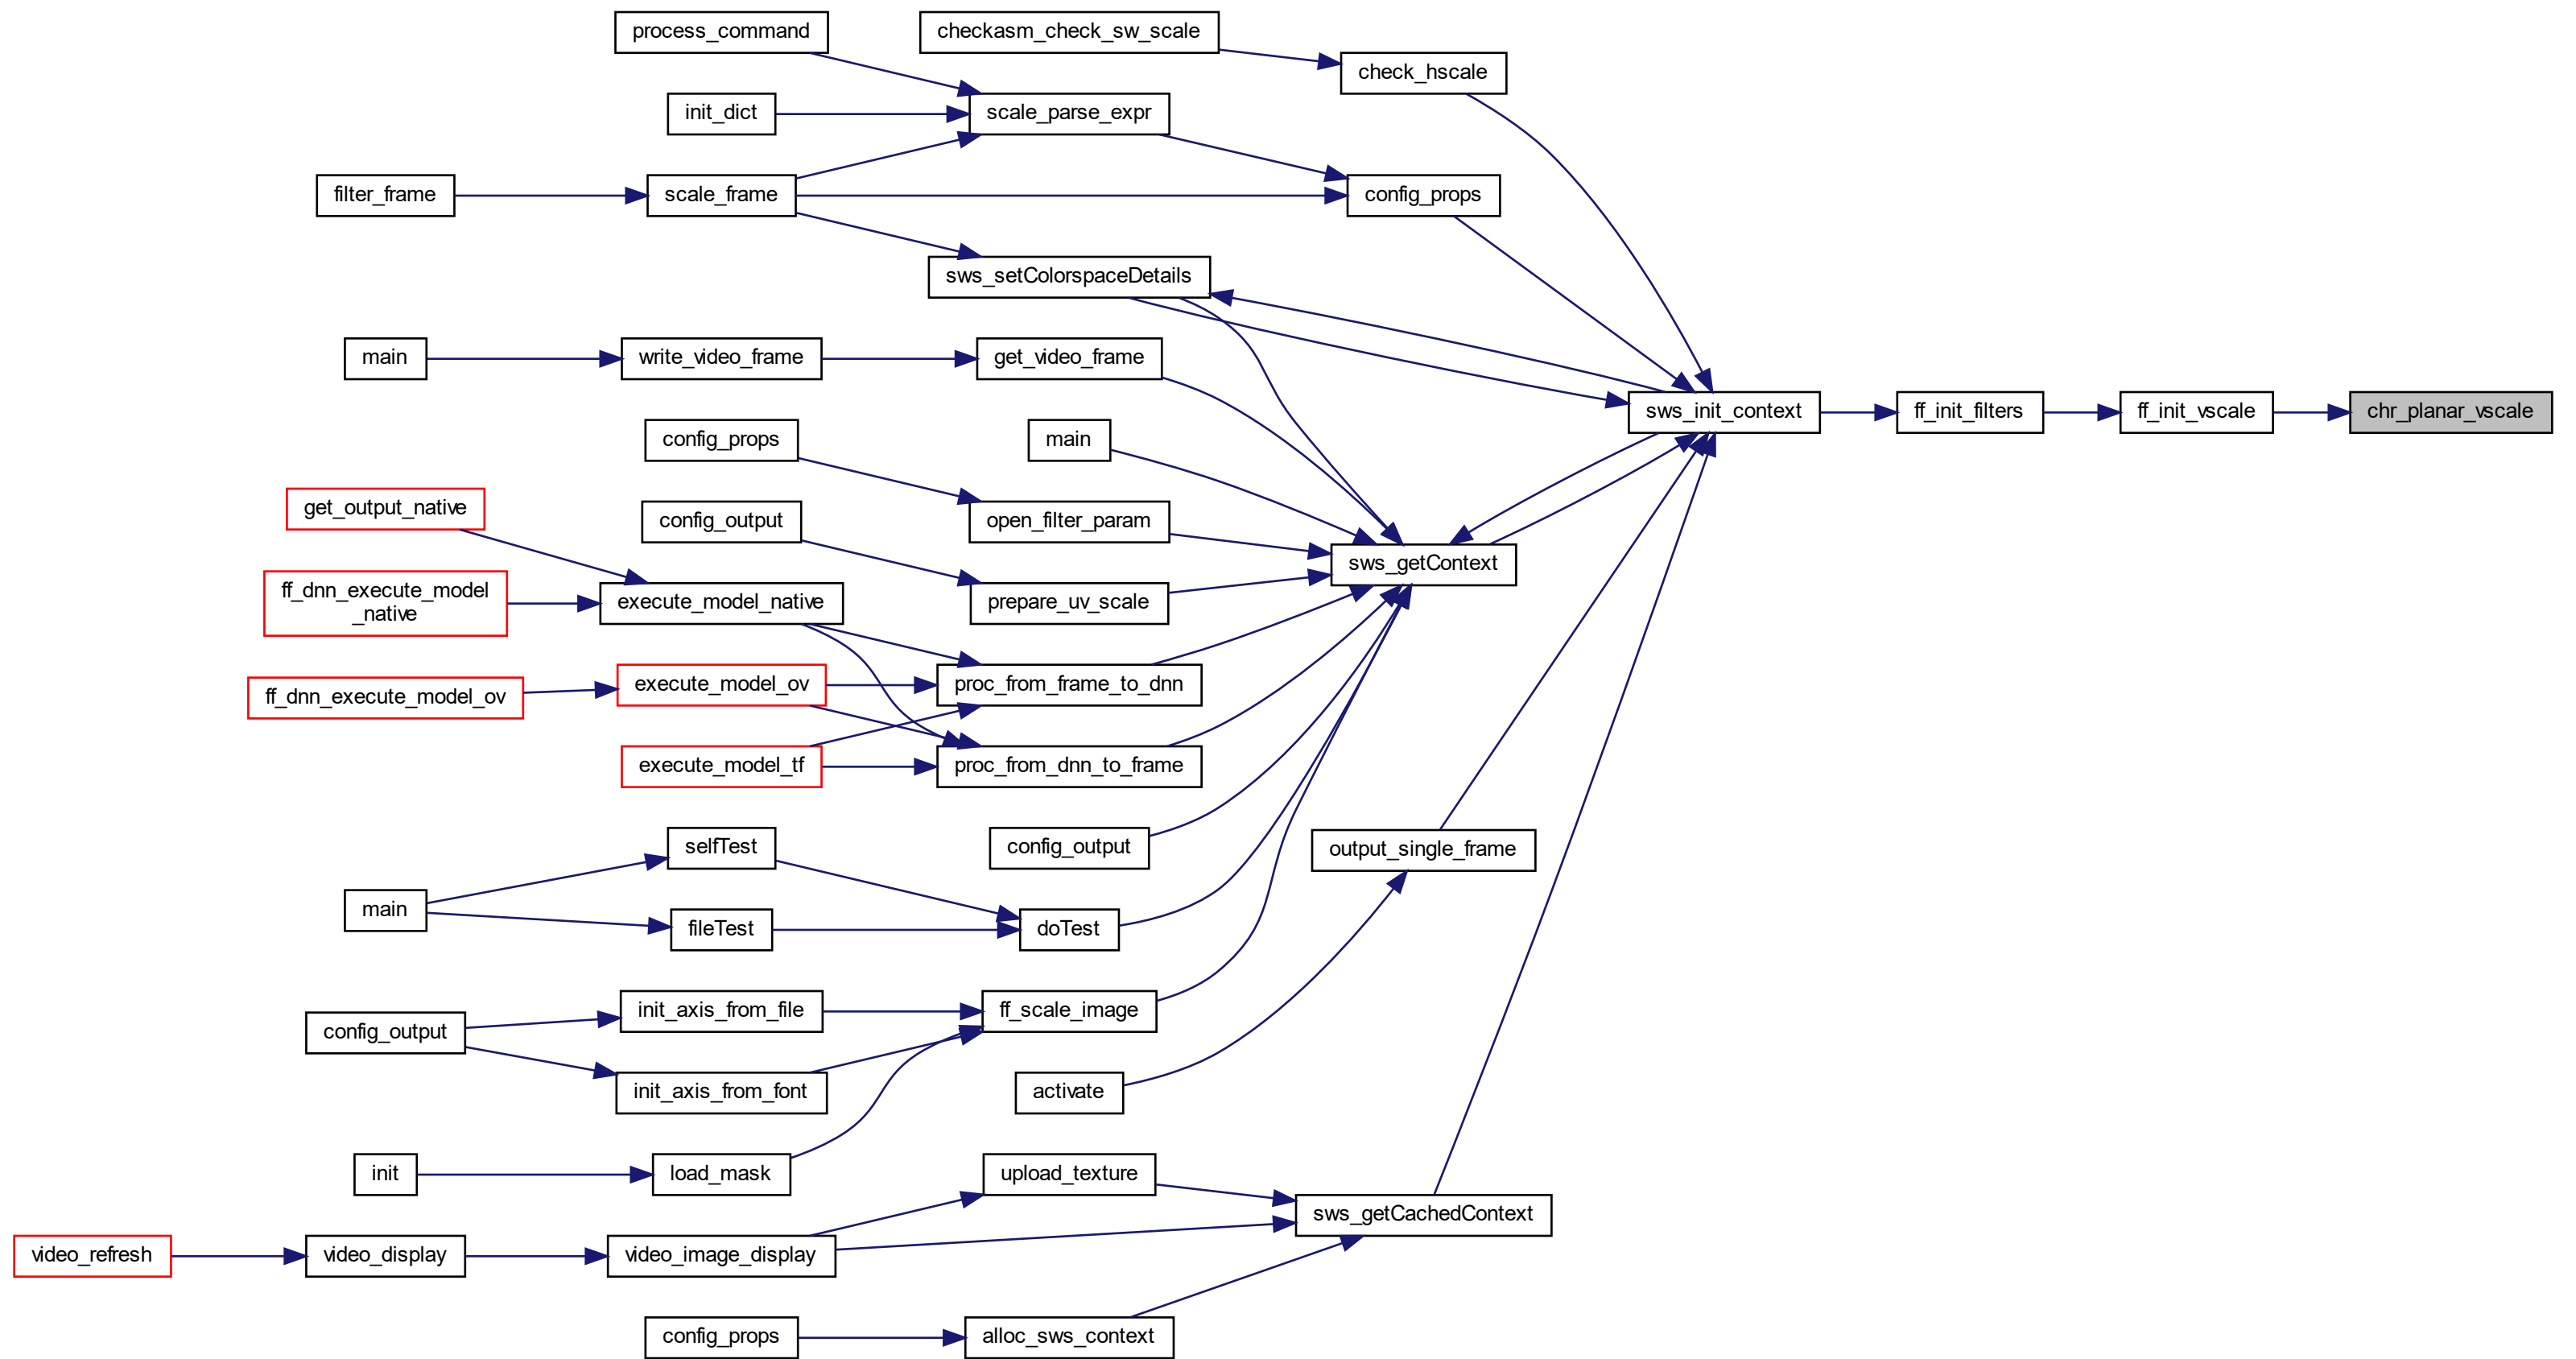 process_command
checkasm_check_sw_scale
check_hscale
init_dict
scale_parse_expr
filter_frame
scale_frame
config_props
sws_setColorspaceDetails
main
write_video_frame
get_video_frame
sws_init_context
ff_init_filters
ff_init_vscale
chr_planar_vscale
config_props
main
get_output_native
config_output
open_filter_param
sws_getContext
ff_dnn_execute_model
_native
execute_model_native
prepare_uv_scale
ff_dnn_execute_model_ov
execute_model_ov
proc_from_frame_to_dnn
execute_model_tf
proc_from_dnn_to_frame
selfTest
config_output
output_single_frame
main
fileTest
doTest
config_output
init_axis_from_file
ff_scale_image
init_axis_from_font
activate
init
load_mask
upload_texture
sws_getCachedContext
video_refresh
video_display
video_image_display
config_props
alloc_sws_context